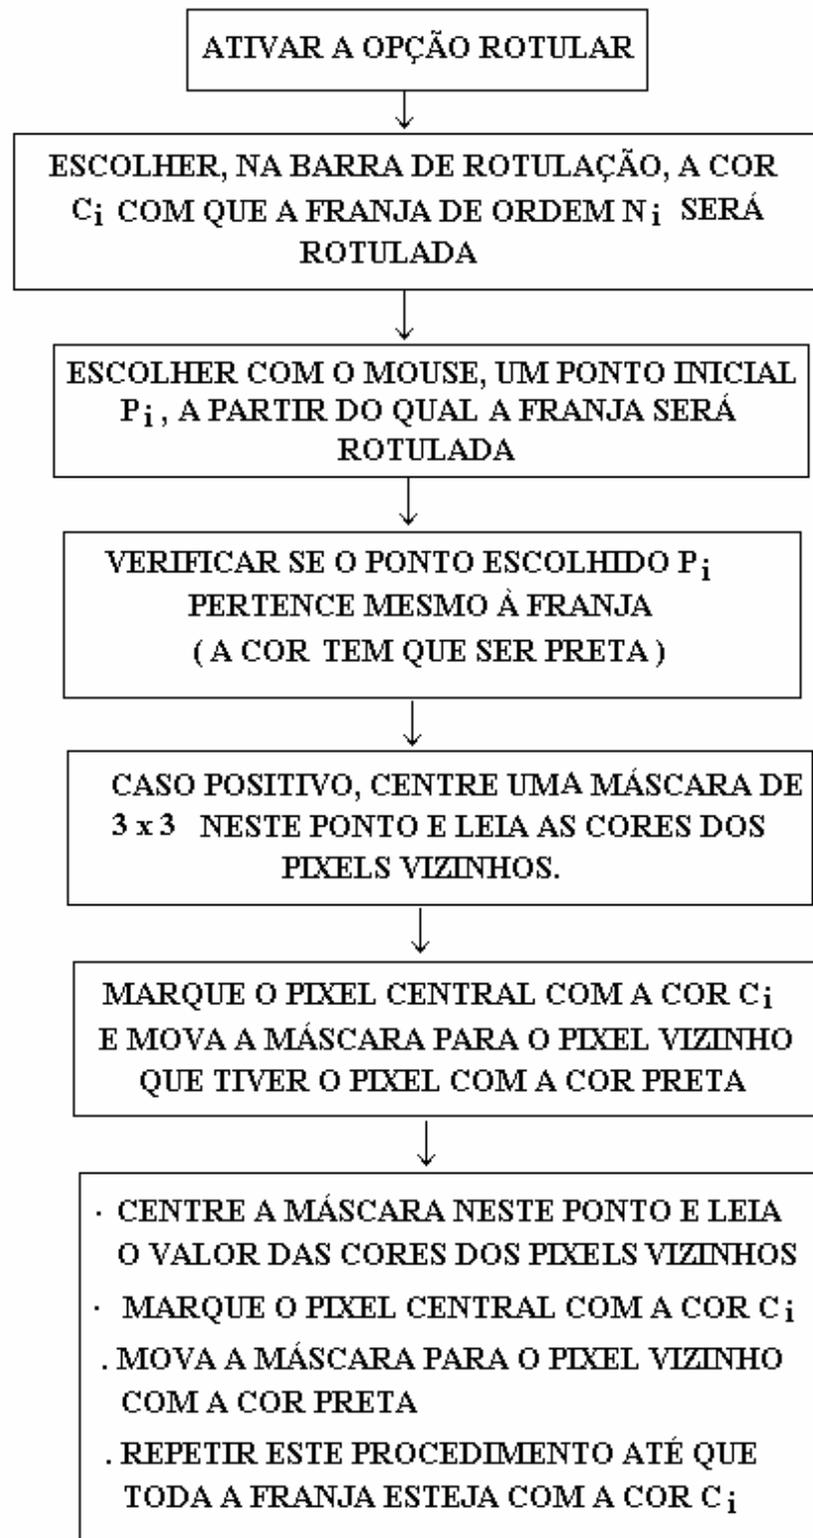 ATIVAR A OPÇÃO ROTULAR
ESCOLHER, NA BARRA DE ROTULAÇÃO, A COR
Ci COM QUE A FRANJA DE ORDEM Ni SERÁ
ROTULADA
ESCOLHER COM O MOUSE, UM PONTO INICIAL
Pi, A PARTIR DO QUAL A FRANJA SERÁ
ROTULADA
VERIFICAR SE O PONTO ESCOLHIDO Pi
PERTENCE MESMO À FRANJA
( A COR TEM QUE SER PRETA )
CASO POSITIVO, CENTRE UMA MÁSCARA DE
3 x 3 NESTE PONTO E LEIA AS CORES DOS
PIXELS VIZINHOS.
MARQUE O PIXEL CENTRAL COM A COR Ci
E MOVA A MÁSCARA PARA O PIXEL VIZINHO
QUE TIVER O PIXEL COM A COR PRETA
· CENTRE A MÁSCARA NESTE PONTO E LEIA
O VALOR DAS CORES DOS PIXELS VIZINHOS
· MARQUE O PIXEL CENTRAL COM A COR Ci
. MOVA A MÁSCARA PARA O PIXEL VIZINHO
COM A COR PRETA
. REPETIR ESTE PROCEDIMENTO ATÉ QUE
TODA A FRANJA ESTEJA COM A COR Ci